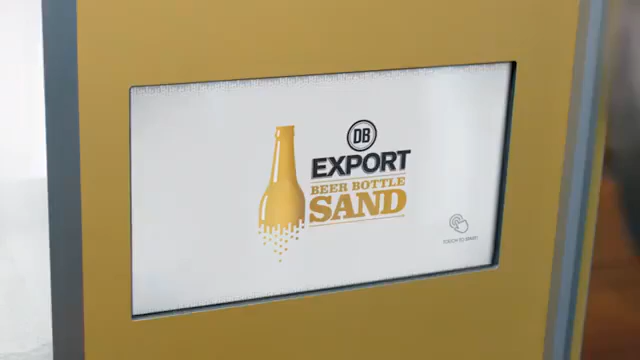 DB
EXPORT
BEER BOTTLE
SAND
TOUCH TO START